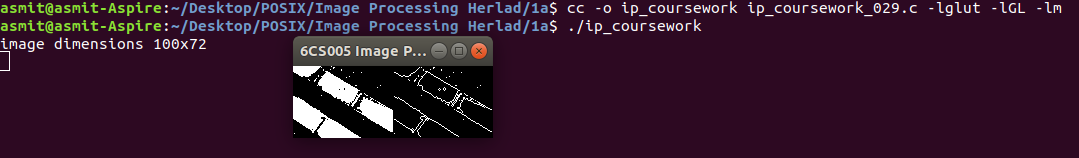 asmit@asmit-Aspire:~/Desktop/POSIX/Image Processing Herlad/1a$ cc -o ip_coursework ip_coursework_029.c -lglut -lGL -lm
asmit@asmit-Aspire:~/Desktop/POSIX/Image Processing Herlad/1a$ ./ip_coursework
image dimensions 100x72
6CS005 Image P...